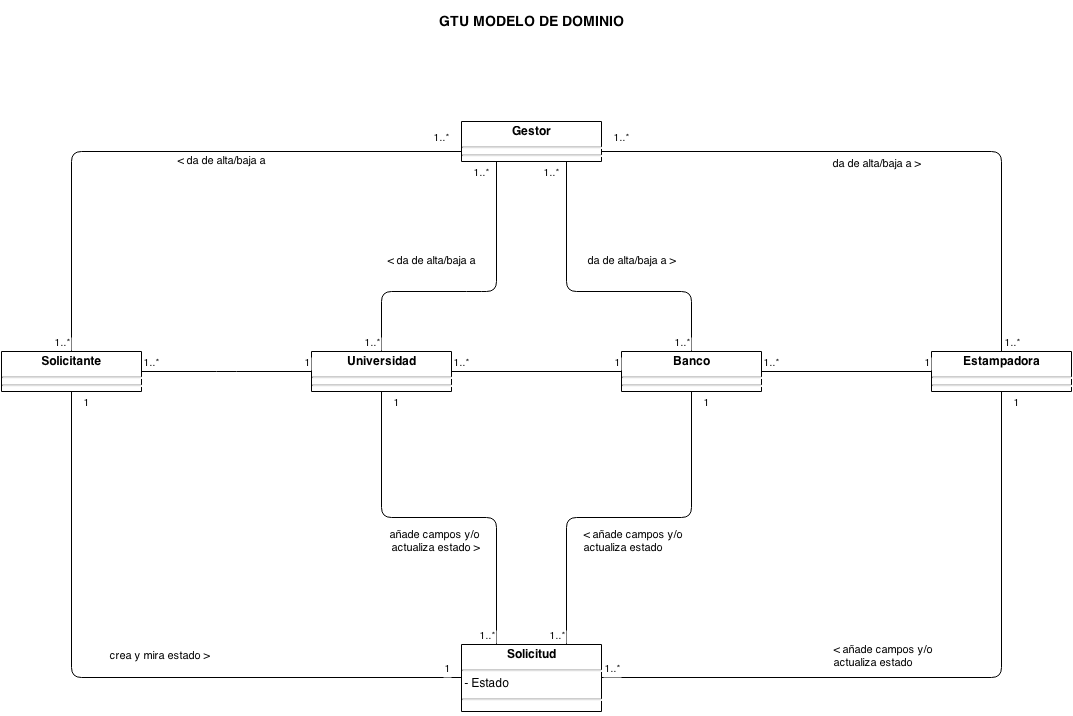 GTU MODELO DE DOMINIO
Gestor
1..*
1..*
< da de alta/baja a
da de alta/baja a >
1..*
1..*
< da de alta/baja a
da de alta/baja a >
1..*
1..*
1..*
1..*
Solicitante
1..*
1
Universidad
1..*
1
Banco
1..*
1
Estampadora
1
1
1
1
añade campos y/o
actualiza estado >
< añade campos y/o
actualiza estado
1..*
1..*
crea y mira estado >
1
Solicitud
1..*
< añade campos y/o
actualiza estado
- Estado